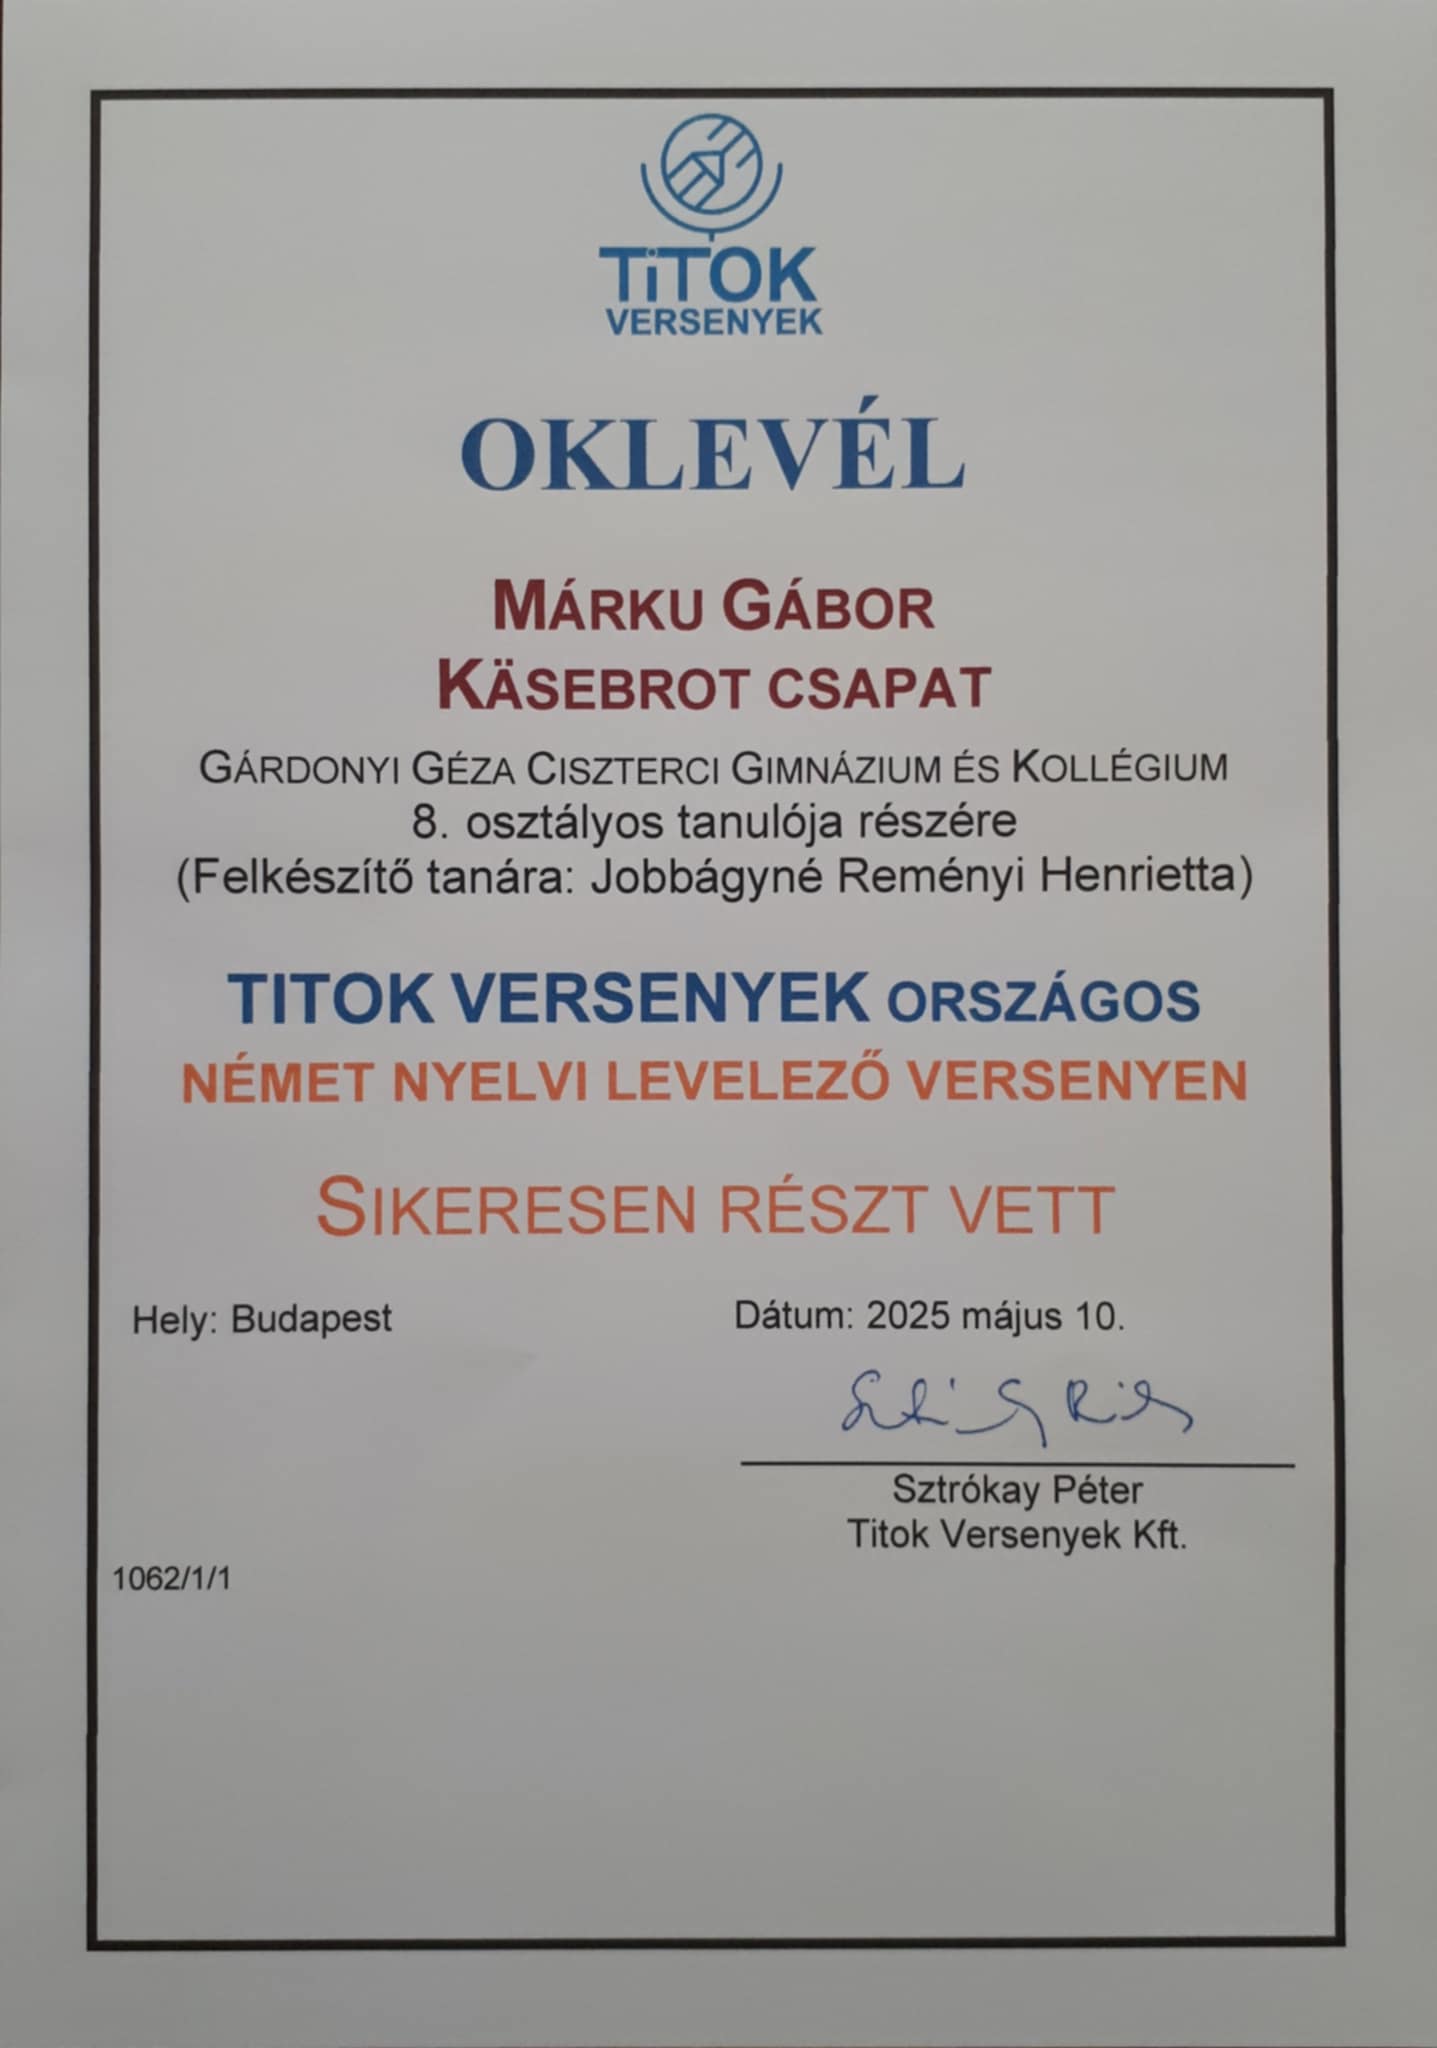 TiTOK
VERSENYEK
OKLEVÉL
MÁRKU GÁBOR
KÄSEBROT CSAPAT
GÁRDONYI GÉZA CISZTERCI GIMNÁZIUM ÉS KOLLÉGIUM
8. osztályos tanulója részére
(Felkészítő tanára: Jobbágyné Reményi Henrietta)
TITOK VERSENYEK ORSZÁGOS
NÉMET NYELVI LEVELEZŐ VERSENYEN
SIKERESEN RÉSZT VETT
Hely: Budapest
Dátum: 2025 május 10.
Sztrókay Péter
Titok Versenyek Kft.
1062/1/1